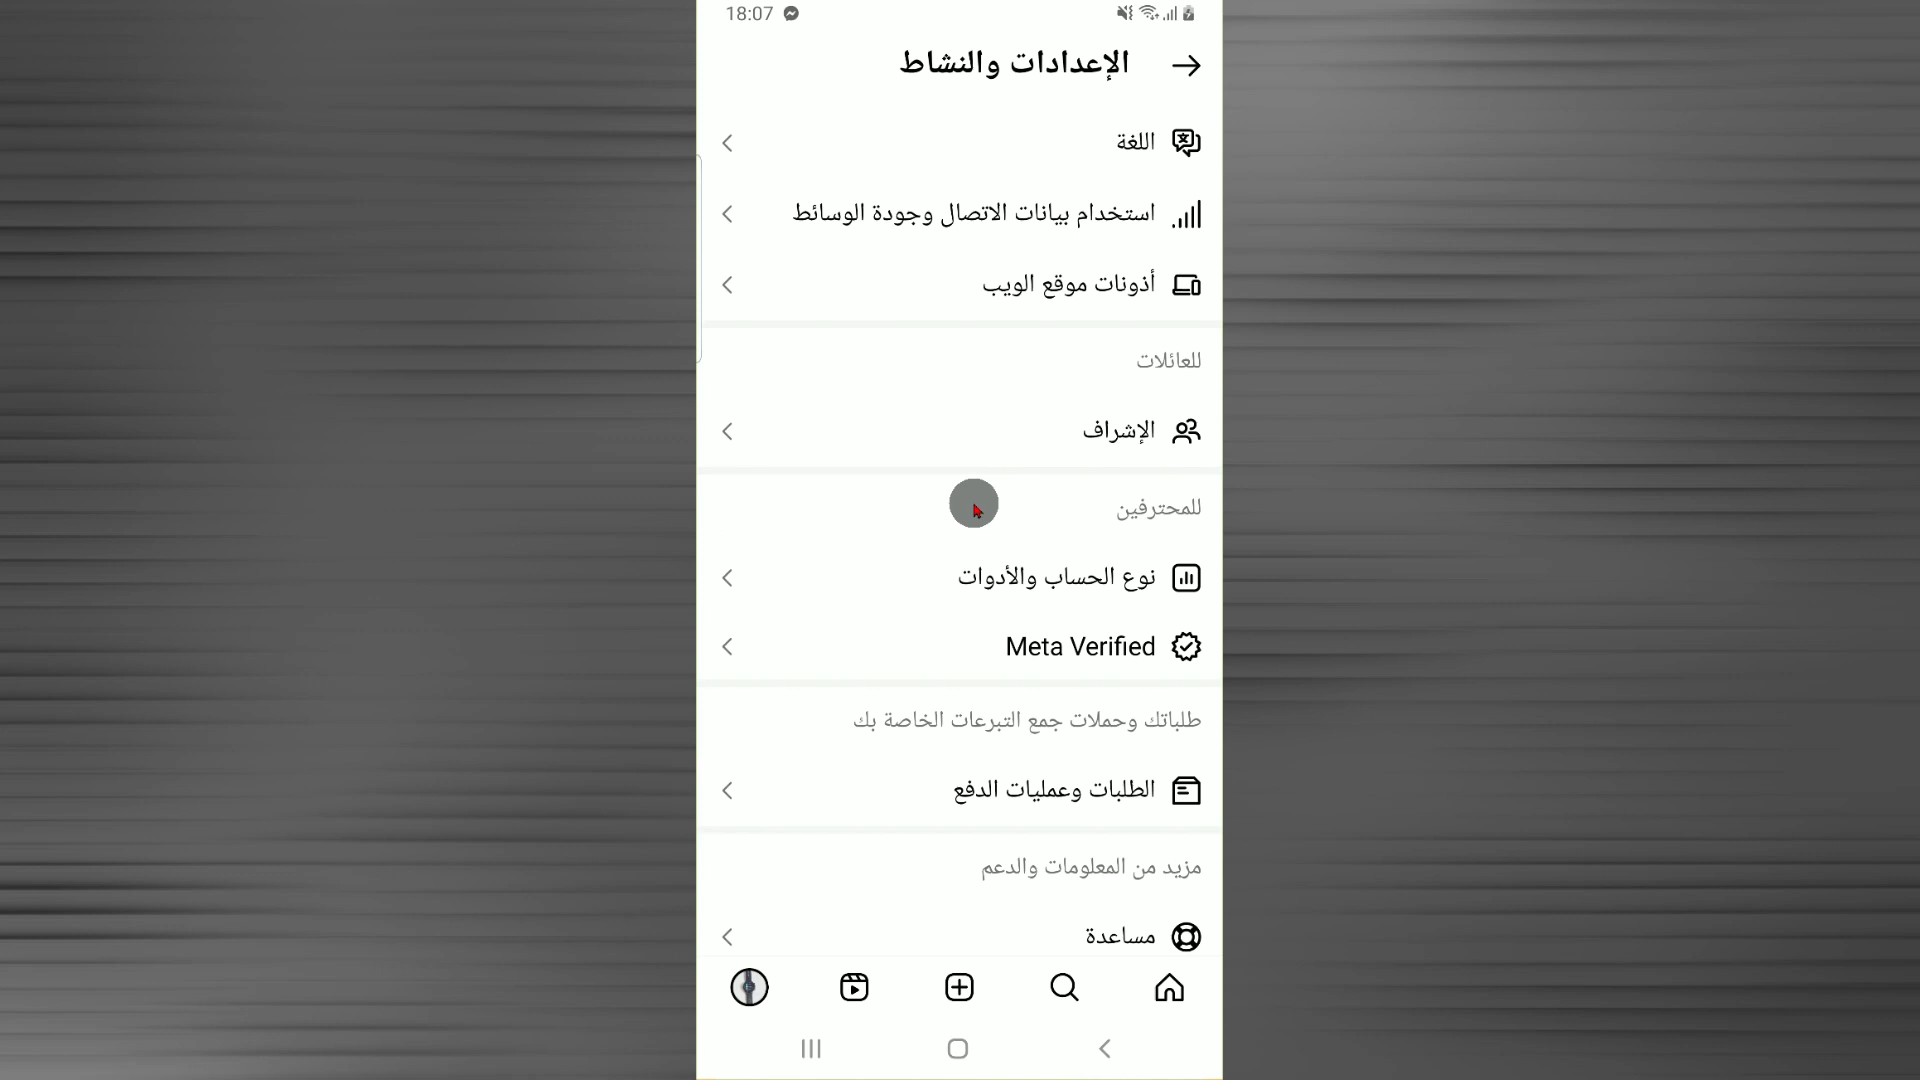 18:07
الإعدادات والنشاط
اللغة
استخدام بيانات الاتصال وجودة الوسائط
أذونات موقع الويب
للعائلات
الإشراف
للمحترفين
نوع الحساب والأدوات
Meta Verified
طلباتك وحملات جمع التبرعات الخاصة بك
الطلبات وعمليات الدفع
مزيد من المعلومات والدعم
مساعدة